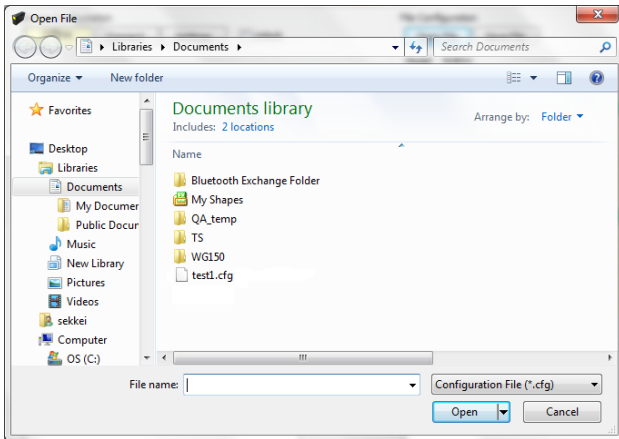 Open File
Libraries Documents Search Documents
Organize New folder
Favorites
Desktop
Libraries
Documents
My Documer
Public Docur
Music
New Library
Pictures
Videos
sekkei
Computer
OS (C:)
Documents library
Includes: 2 locations
Arrange by: Folder
Name
Bluetooth Exchange Folder
My Shapes
QA_temp
TS
WG150
test1.cfg
File name: Configuration File (*.cfg)
Open Cancel